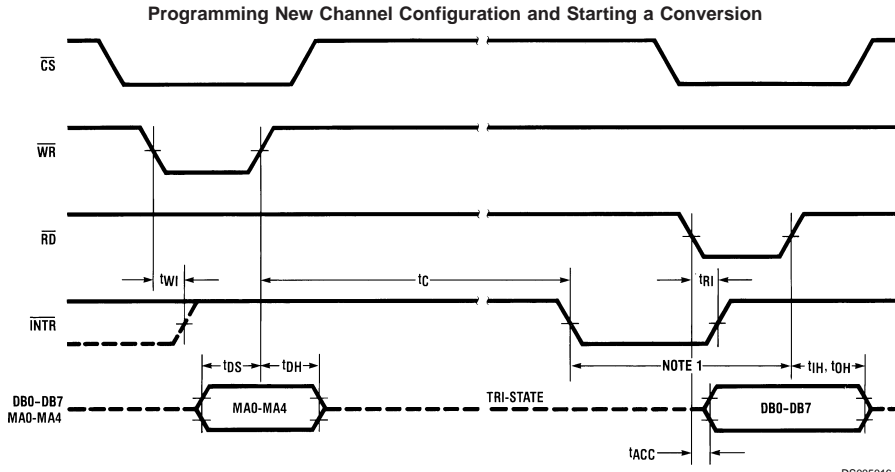 Programming New Channel Configuration and Starting a Conversion
CS
WR
RD
tWI
tC
tRI
INTR
tDS
tDH
NOTE 1
tIH, tOH
DB0-DB7
MA0-MA4
MA0-MA4
TRI-STATE
DB0-DB7
tACC